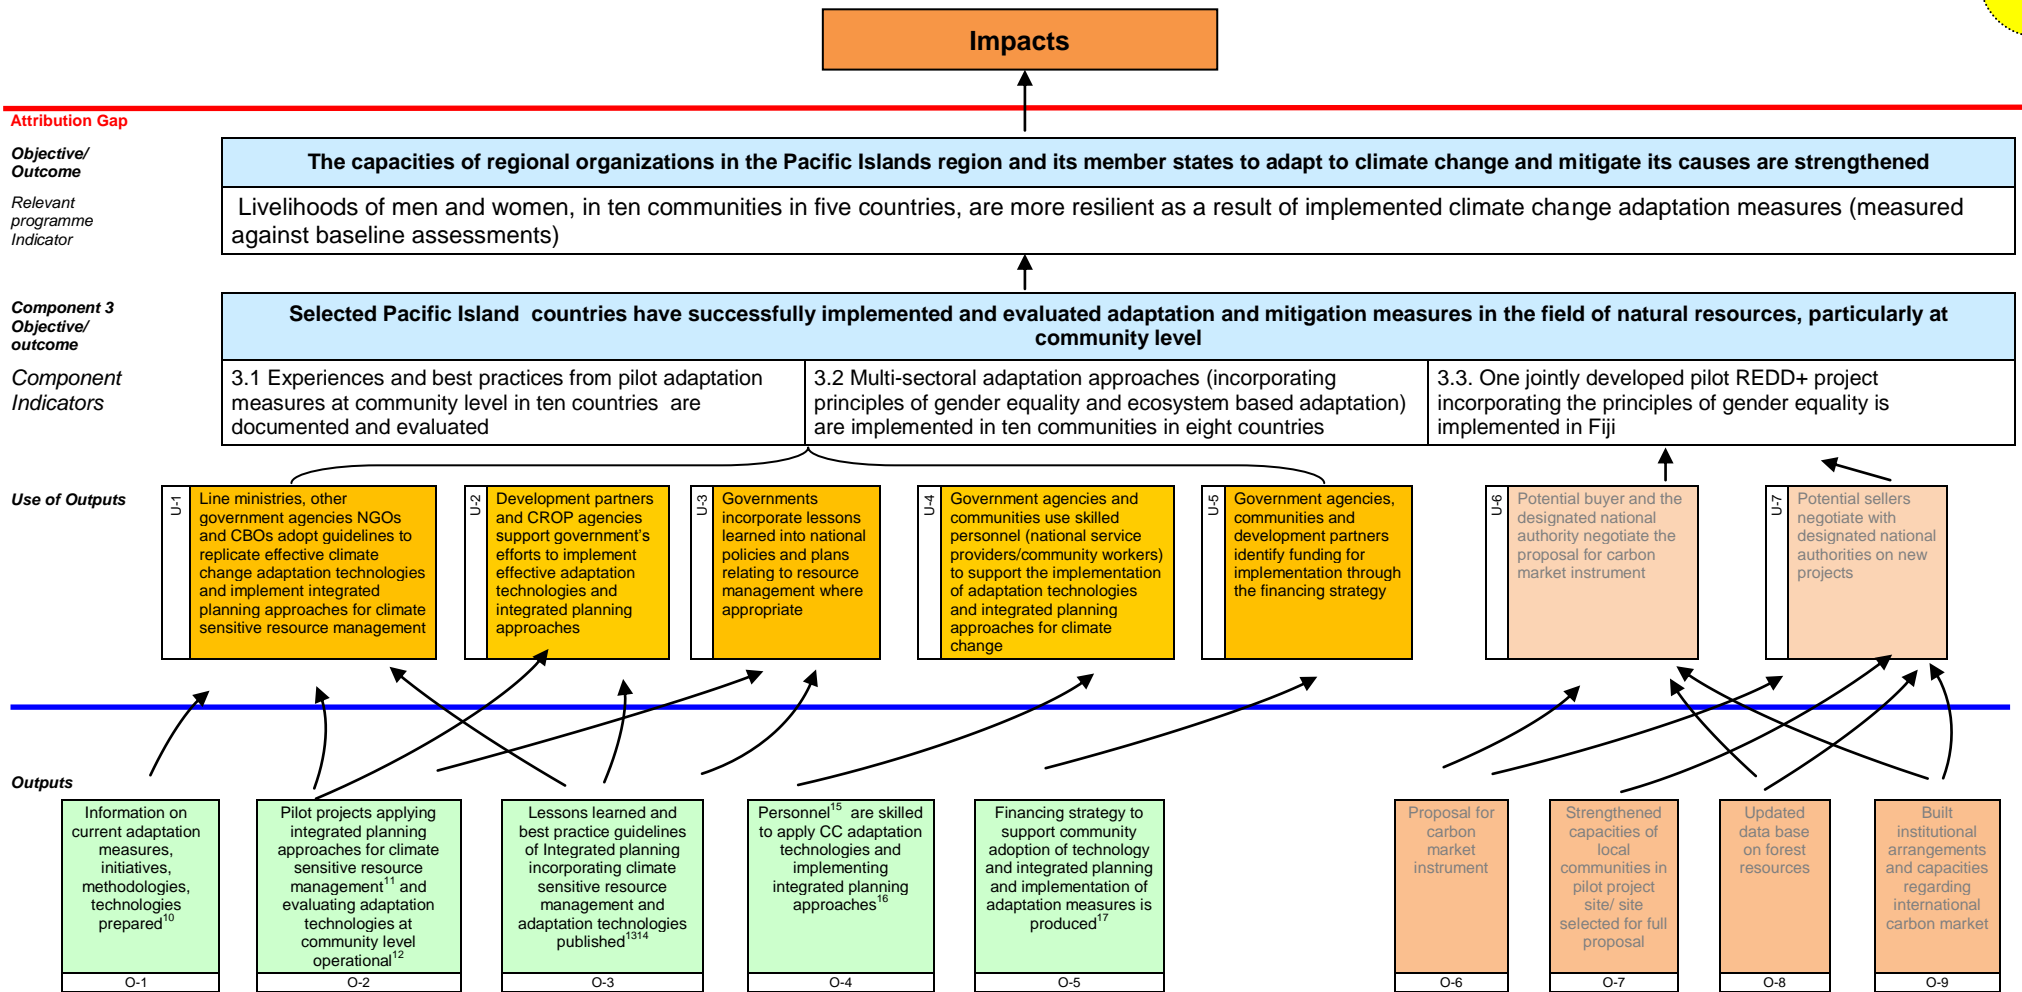 Impacts
Attribution Gap
Objective/
Outcome
The capacities of regional organizations in the Pacific Islands region and its member states to adapt to climate change and mitigate its causes are strengthened
Relevant
programme
Indicator
Livelihoods of men and women, in ten communities in five countries, are more resilient as a result of implemented climate change adaptation measures (measured
against baseline assessments)
Component 3
Objective/
outcome
Selected Pacific Island countries have successfully implemented and evaluated adaptation and mitigation measures in the field of natural resources, particularly at
community level
Component
Indicators
3.1 Experiences and best practices from pilot adaptation
measures at community level in ten countries are
documented and evaluated
3.2 Multi-sectoral adaptation approaches (incorporating
principles of gender equality and ecosystem based adaptation)
are implemented in ten communities in eight countries
3.3. One jointly developed pilot REDD+ project
incorporating the principles of gender equality is
implemented in Fiji
Use of Outputs
U-1
Line ministries, other
government agencies NGOs
and CBOs adopt guidelines to
replicate effective climate
change adaptation technologies
and implement integrated
planning approaches for climate
sensitive resource management
U-2
Development partners
and CROP agencies
support government's
efforts to implement
effective adaptation
technologies and
integrated planning
approaches
U-3
Governments
incorporate lessons
learned into national
policies and plans
relating to resource
management where
appropriate
U-4
Government agencies and
communities use skilled
personnel (national service
providers/community workers)
to support the implementation
of adaptation technologies
and integrated planning
approaches for climate
change
U-5
Government agencies,
communities and
development partners
identify funding for
implementation through
the financing strategy
U-6
Potential buyer and the
designated national
authority negotiate the
proposal for carbon
market instrument
U-7
Potential sellers
negotiate with
designated national
authorities on new
projects
Outputs
Information on
current adaptation
measures,
initiatives,
methodologies,
technologies
prepared10
O-1
Pilot projects applying
integrated planning
approaches for climate
sensitive resource
management11 and
evaluating adaptation
technologies at
community level
operational12
O-2
Lessons learned and
best practice guidelines
of Integrated planning
incorporating climate
sensitive resource
management and
adaptation technologies
published1314
O-3
Personnel15 are skilled
to apply CC adaptation
technologies and
implementing
integrated planning
approaches16
O-4
Financing strategy to
support community
adoption of technology
and integrated planning
and implementation of
adaptation measures is
produced17
O-5
Proposal for
carbon
market
instrument
O-6
Strengthened
capacities of
local
communities in
pilot project
site/ site
selected for full
proposal
O-7
Updated
data base
on forest
resources
O-8
Built
institutional
arrangements
and capacities
regarding
international
carbon market
O-9